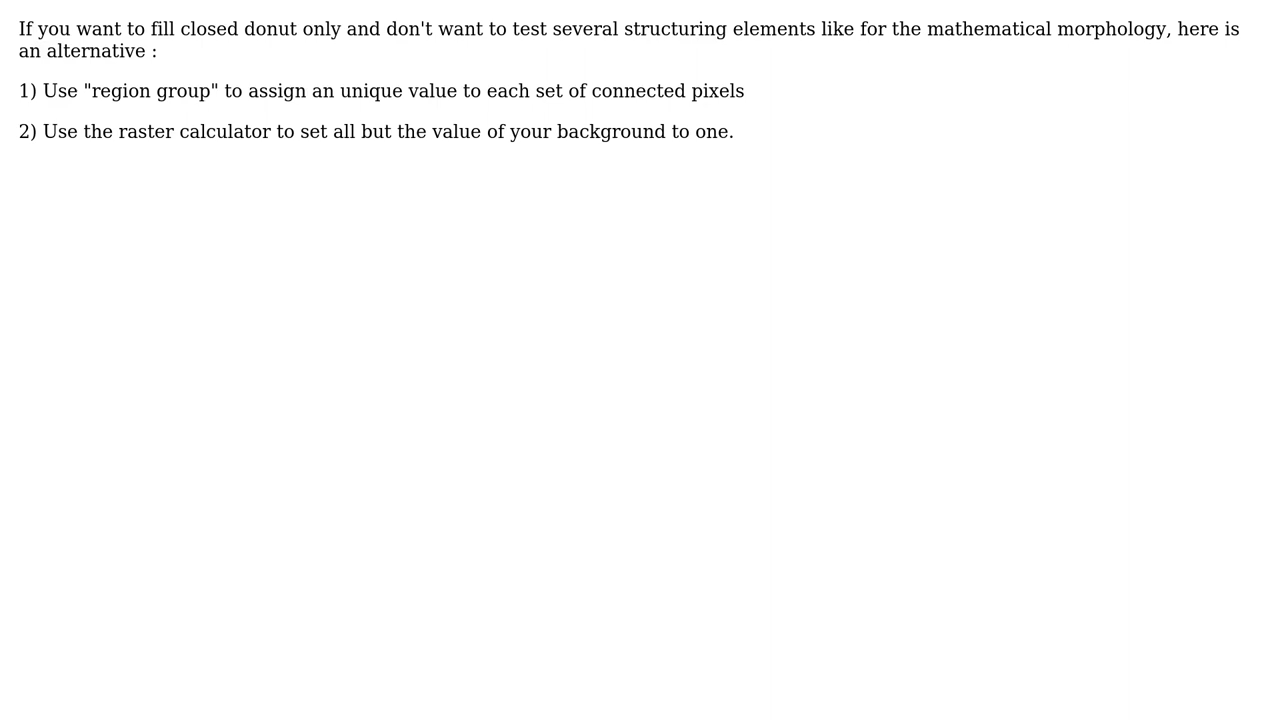 If you want to fill closed donut only and don't want to test several structuring elements like for the mathematical morphology, here is
an alternative :
1) Use "region group" to assign an unique value to each set of connected pixels
2) Use the raster calculator to set all but the value of your background to one.